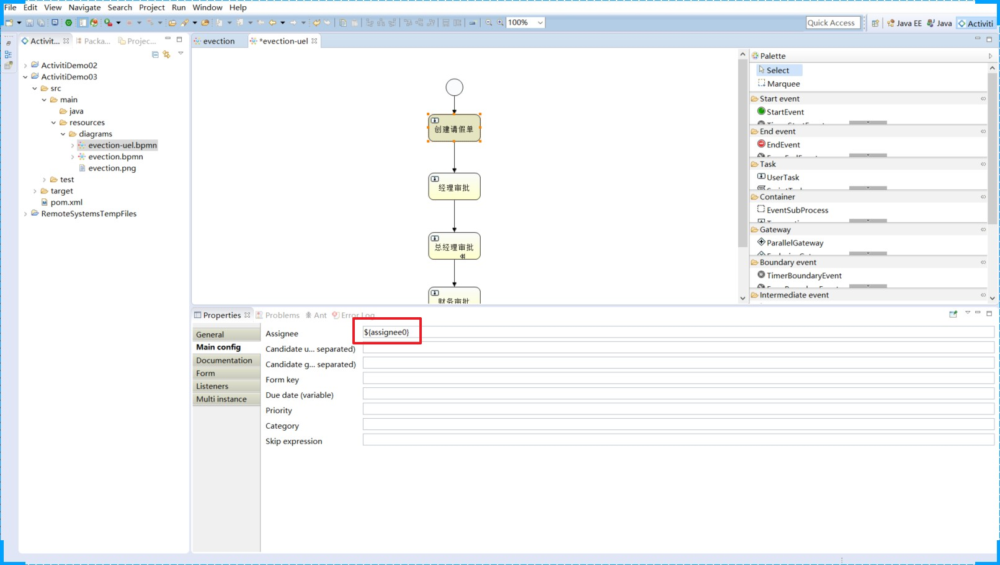 File Edit View Navigate Search Project Run Window Help
100%
Quick Access
Java EE
Java
Activiti
Activit...
Packa...
Projec...
evection
*evection-uel
ActivitiDemo02
ActivitiDemo03
src
main
java
resources
diagrams
evection-uel.bpmn
evection.bpmn
evection.png
test
target
pom.xml
RemoteSystemsTempFiles
创建请假单
经理审批
总经理审批
财务审批
Palette
Select
Marquee
Start event
StartEvent
End event
EndEvent
Task
UserTask
Container
EventSubProcess
Gateway
ParallelGateway
Boundary event
TimerBoundaryEvent
Intermediate event
Properties
Problems
Ant
Error Log
General
Main config
Documentation
Form
Listeners
Multi instance
Assignee
${assignee0}
Candidate u... separated)
Candidate g... separated)
Form key
Due date (variable)
Priority
Category
Skip expression